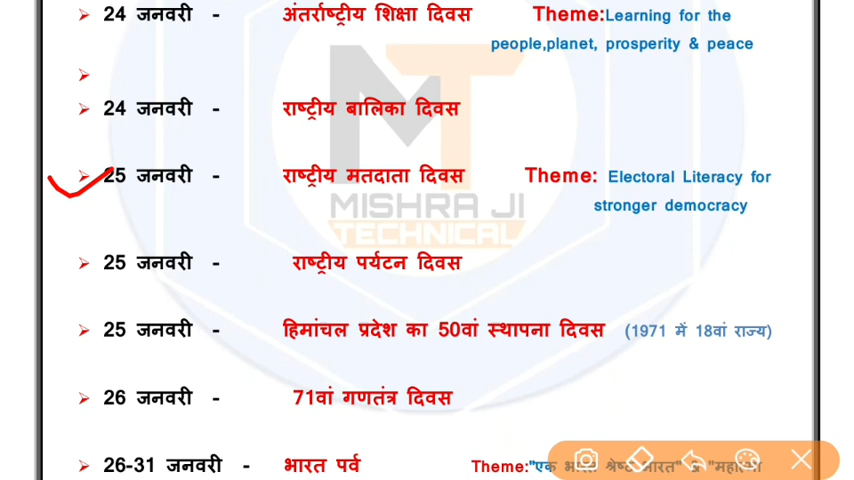 24 जनवरी - अंतर्राष्ट्रीय शिक्षा दिवस Theme:Learning for the
people,planet, prosperity & peace
24 जनवरी - राष्ट्रीय बालिका दिवस
25 जनवरी - राष्ट्रीय मतदाता दिवस Theme: Electoral Literacy for
stronger democracy
MISHRA JI
TECHNICAL
25 जनवरी - राष्ट्रीय पर्यटन दिवस
25 जनवरी - हिमांचल प्रदेश का 50वां स्थापना दिवस (1971 में 18वां राज्य)
26 जनवरी - 71वां गणतंत्र दिवस
26-31 जनवरी - भारत पर्व Theme:"एक भारत श्रेष्ठ भारत" & "महात्मा